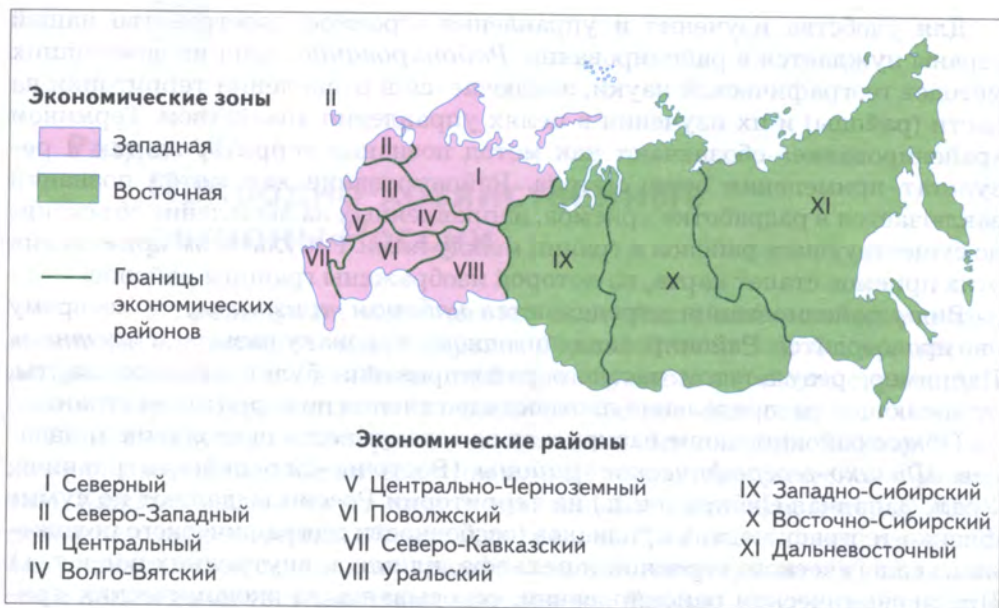 Экономические зоны
Западная
Восточная
Границы
экономических
районов
II
II
I
III
IV
V
VI
VII
VIII
IX
X
XI
Экономические районы
I Северный
II Северо-Западный
III Центральный
IV Волго-Вятский
V Центрально-Черноземный
VI Поволжский
VII Северо-Кавказский
VIII Уральский
IX Западно-Сибирский
X Восточно-Сибирский
XI Дальневосточный